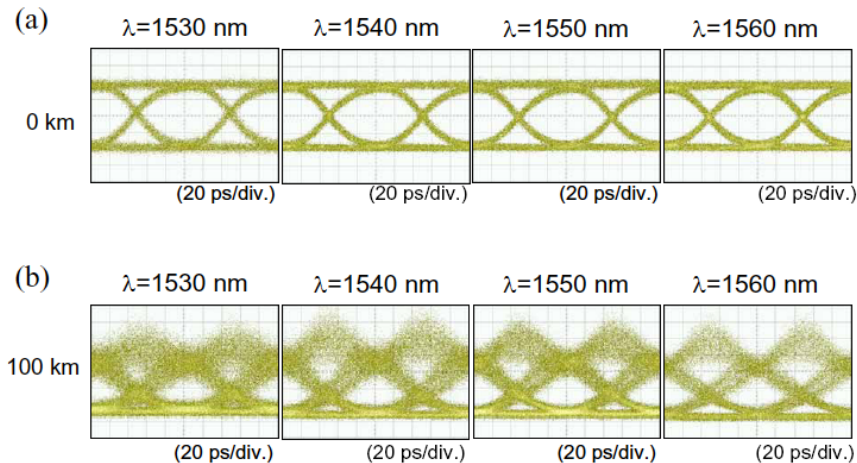 (a)
λ=1530 nm λ=1540 nm λ=1550 nm λ=1560 nm
0 km
(20 ps/div.) (20 ps/div.) (20 ps/div.) (20 ps/div.)
(b)
λ=1530 nm λ=1540 nm λ=1550 nm λ=1560 nm
100 km
(20 ps/div.) (20 ps/div.) (20 ps/div.) (20 ps/div.)